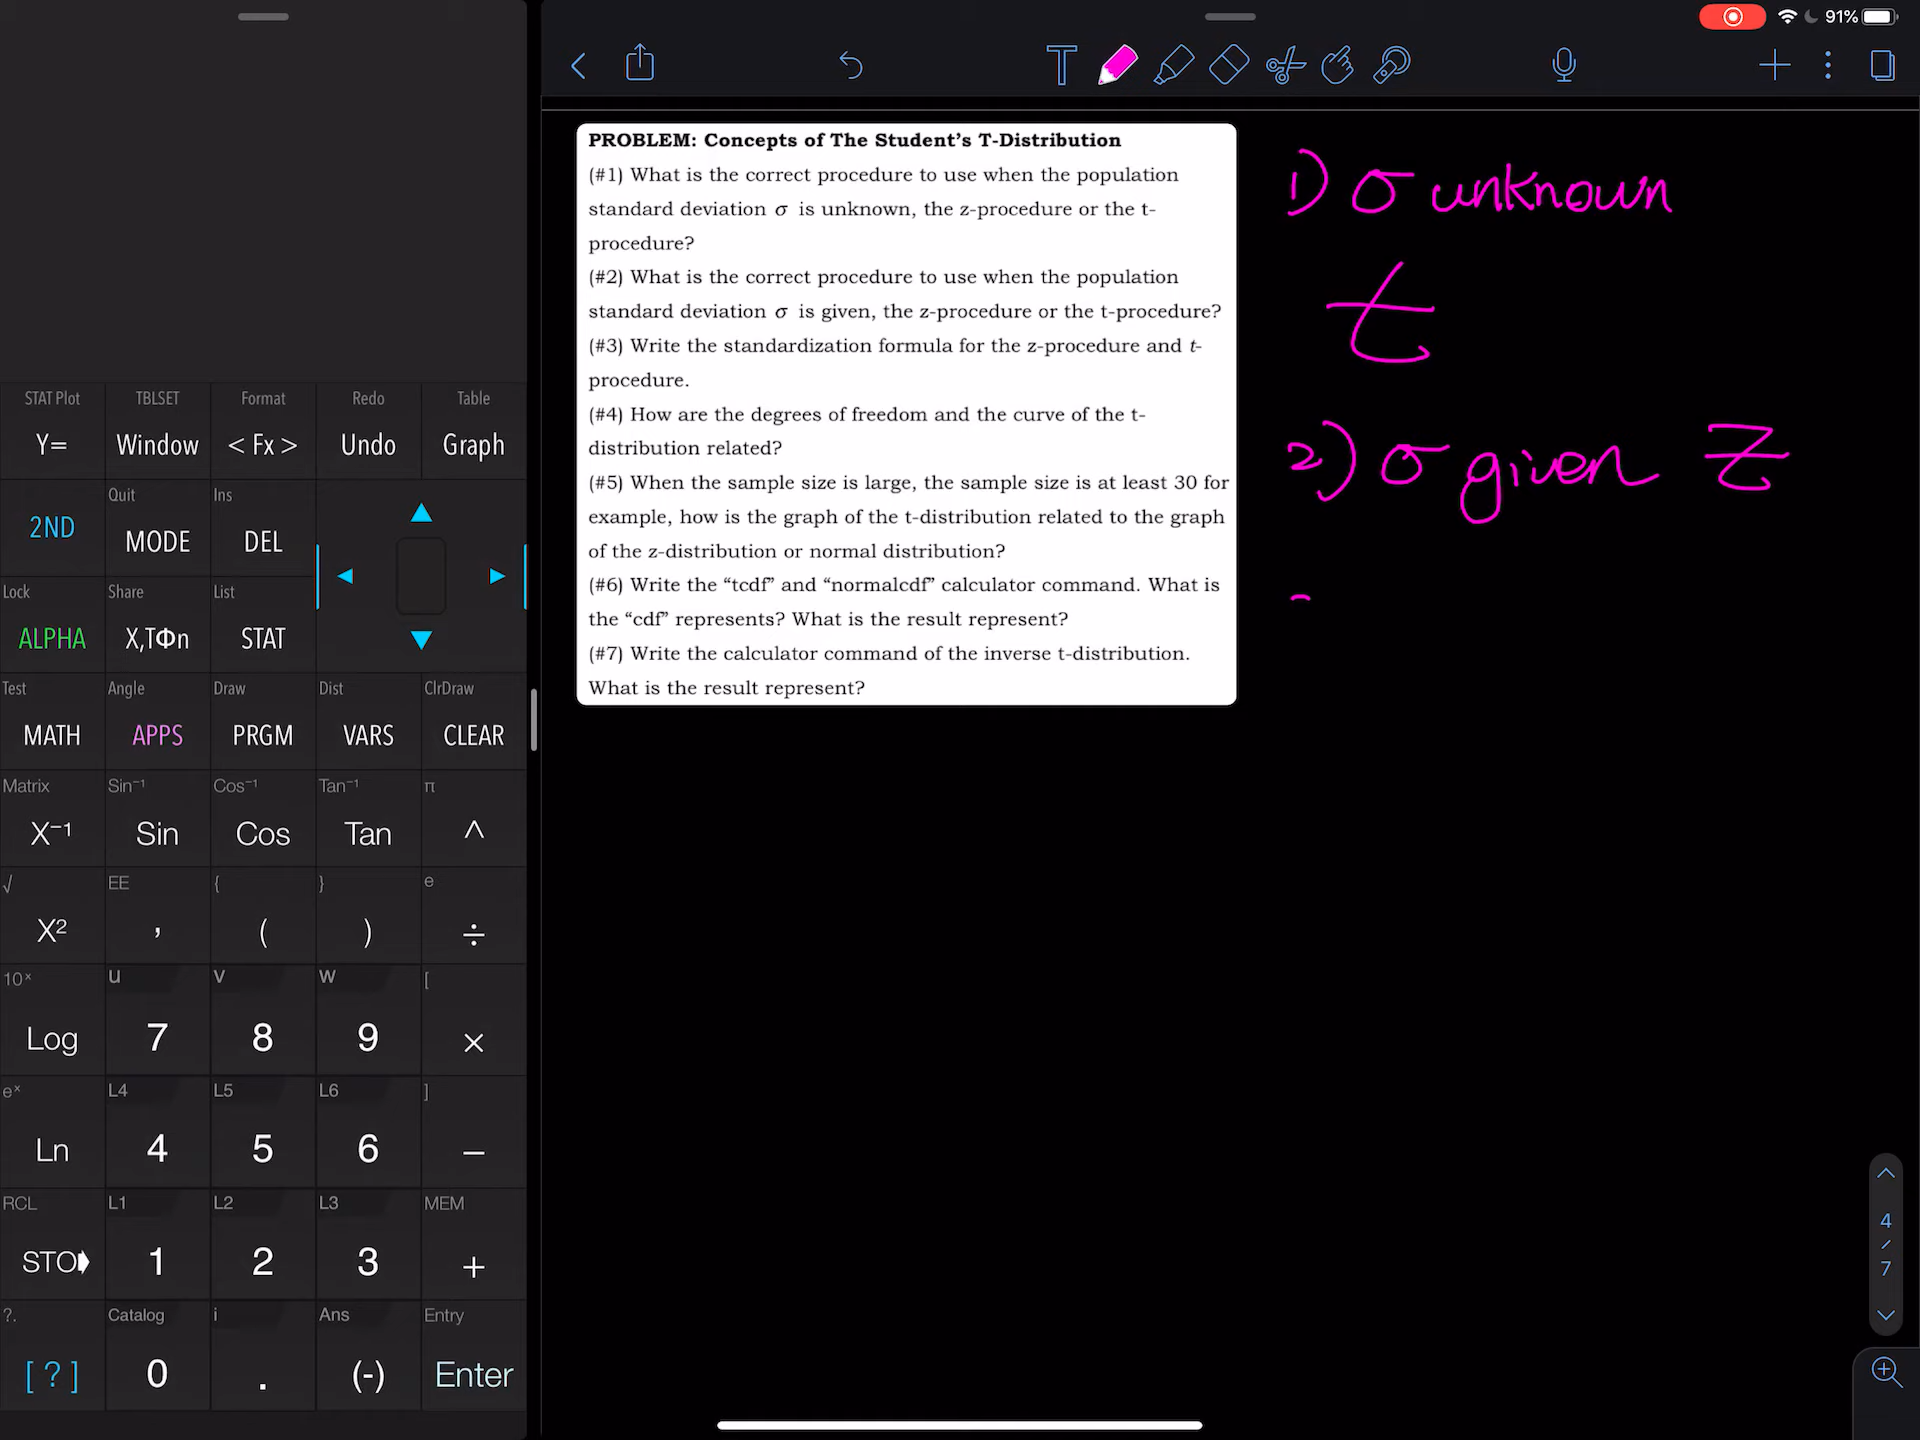 91%
STAT Plot TBLSET Format Redo Table
Y= Window < Fx > Undo Graph
Quit Ins
2ND MODE DEL
Lock Share List
ALPHA X,TΦn STAT
Test Angle Draw Dist ClrDraw
MATH APPS PRGM VARS CLEAR
Matrix Sin⁻¹ Cos⁻¹ Tan⁻¹ π
X⁻¹ Sin Cos Tan ^
√ EE { } e
X² , ( ) ÷
10ˣ u v w [
Log 7 8 9 ×
eˣ L4 L5 L6 ]
Ln 4 5 6 −
RCL L1 L2 L3 MEM
STO 1 2 3 +
?. Catalog i Ans Entry
[ ? ] 0 . (-) Enter
T
PROBLEM: Concepts of The Student’s T-Distribution
(#1) What is the correct procedure to use when the population
standard deviation σ is unknown, the z-procedure or the t-
procedure?
(#2) What is the correct procedure to use when the population
standard deviation σ is given, the z-procedure or the t-procedure?
(#3) Write the standardization formula for the z-procedure and t-
procedure.
(#4) How are the degrees of freedom and the curve of the t-
distribution related?
(#5) When the sample size is large, the sample size is at least 30 for
example, how is the graph of the t-distribution related to the graph
of the z-distribution or normal distribution?
(#6) Write the “tcdf” and “normalcdf” calculator command. What is
the “cdf” represents? What is the result represent?
(#7) Write the calculator command of the inverse t-distribution.
What is the result represent?
1) σ unknown
t
2) σ given z
4
/
7